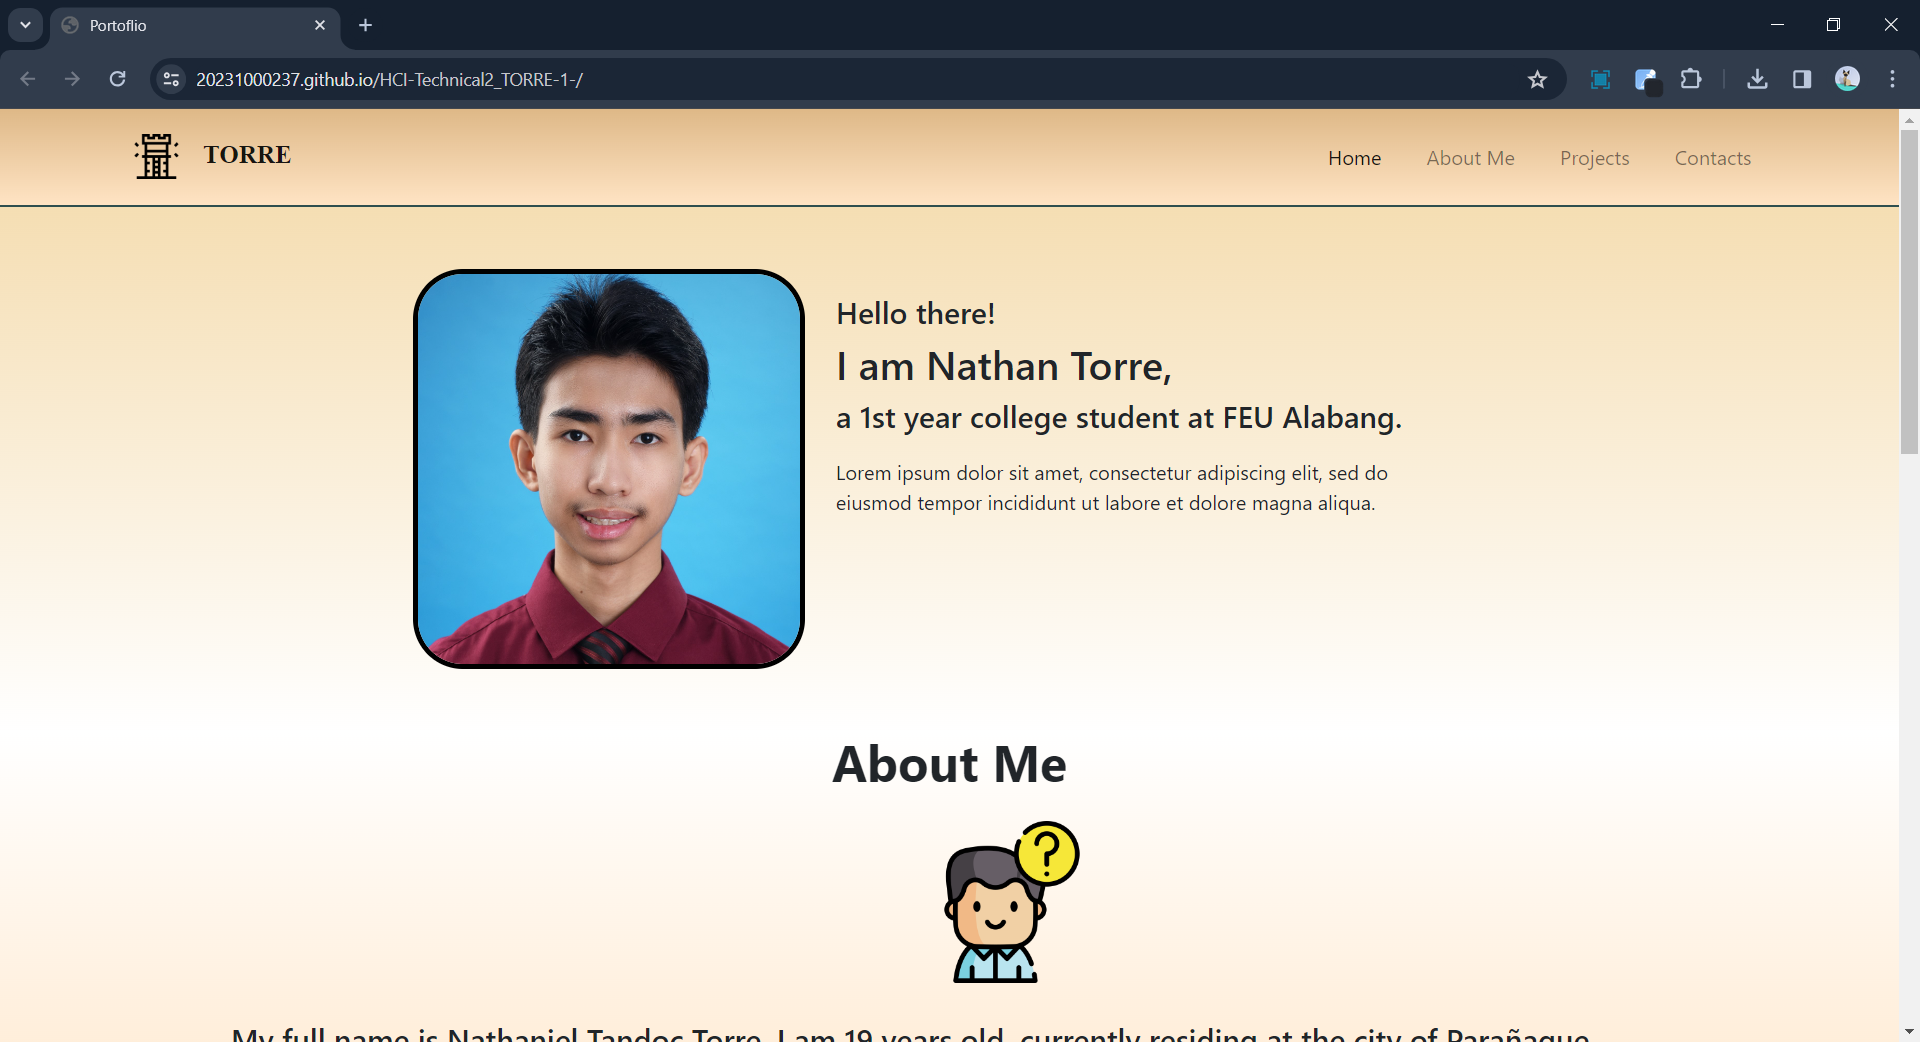 Portoflio
20231000237.github.io/HCI-Technical2_TORRE-1-/
TORRE
Home About Me Projects Contacts
Hello there!
I am Nathan Torre,
a 1st year college student at FEU Alabang.
Lorem ipsum dolor sit amet, consectetur adipiscing elit, sed do
eiusmod tempor incididunt ut labore et dolore magna aliqua.
About Me
?
My full name is Nathaniel Tandoc Torre, I am 19 years old, currently residing at the city of Parañaque